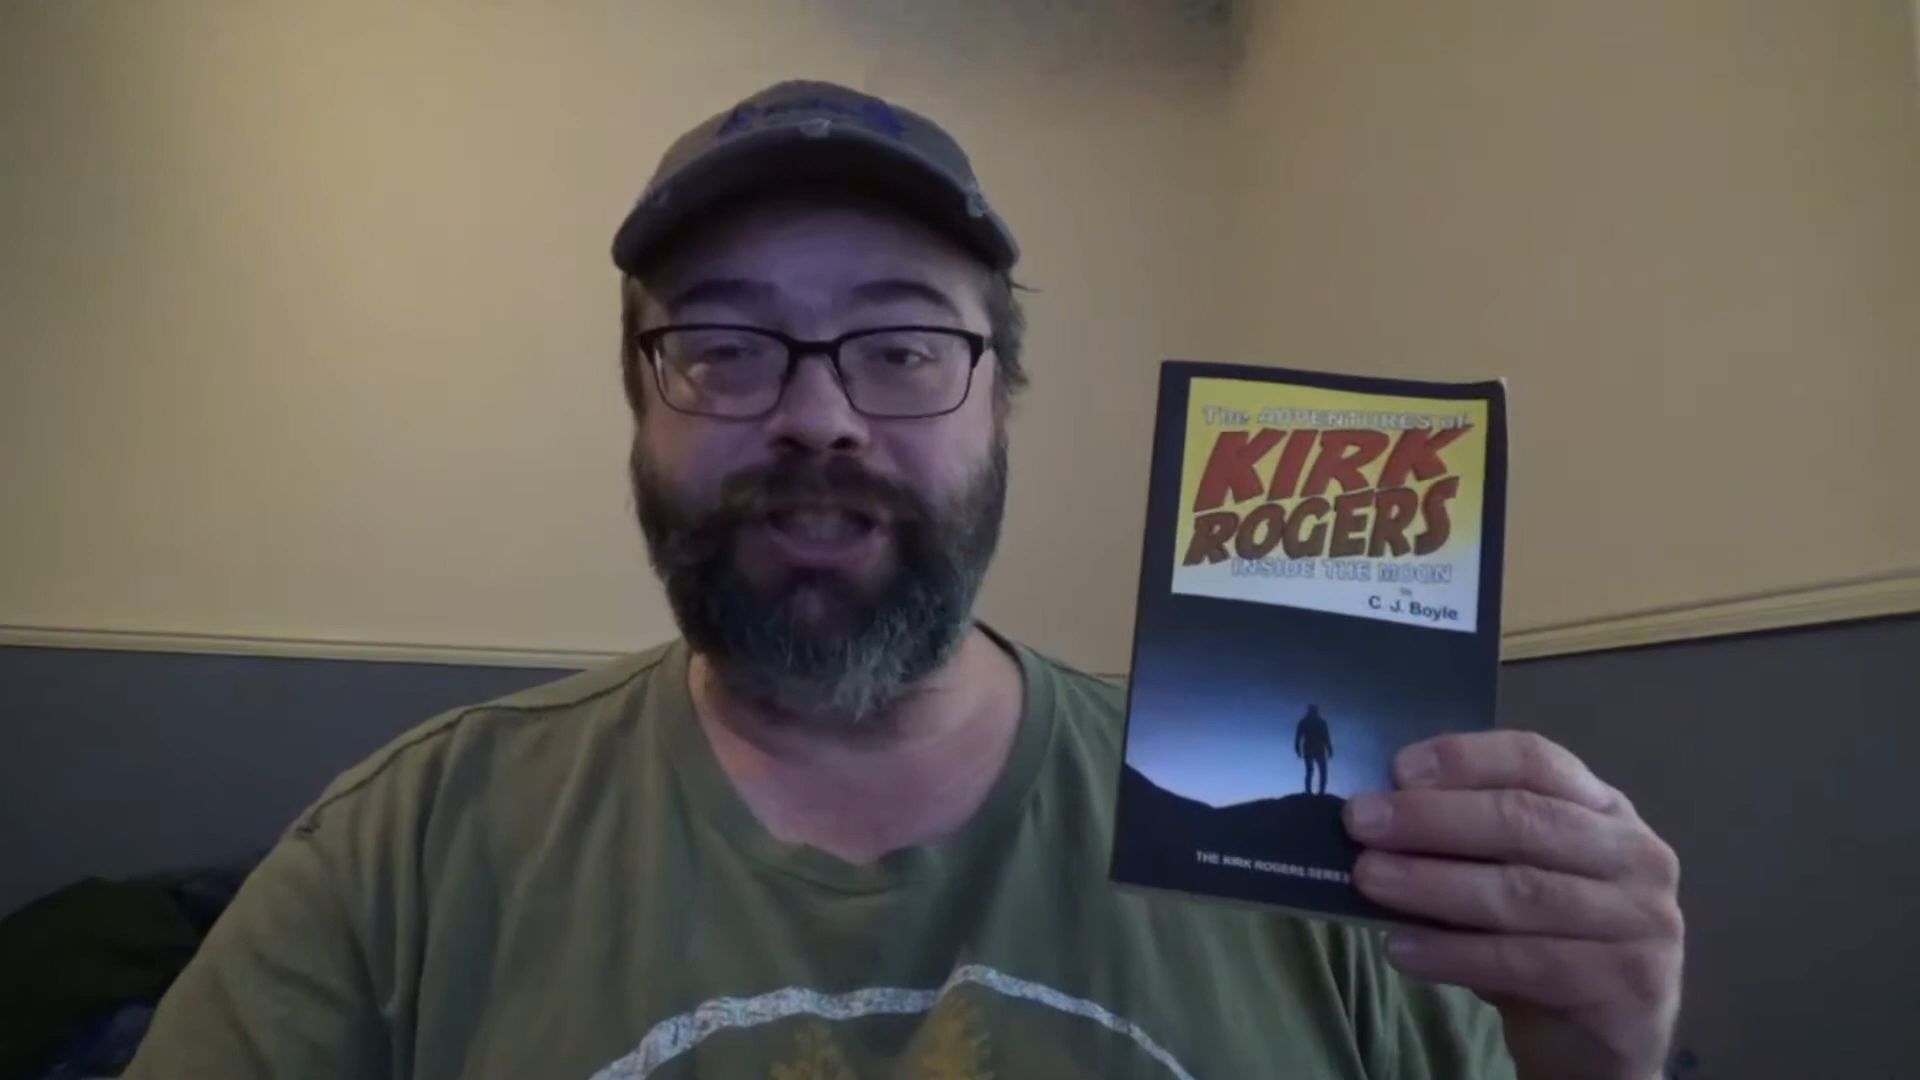 The ADVENTURES of
KIRK
ROGERS
INSIDE THE MOON
by
C. J. Boyle
THE KIRK ROGERS SERIES